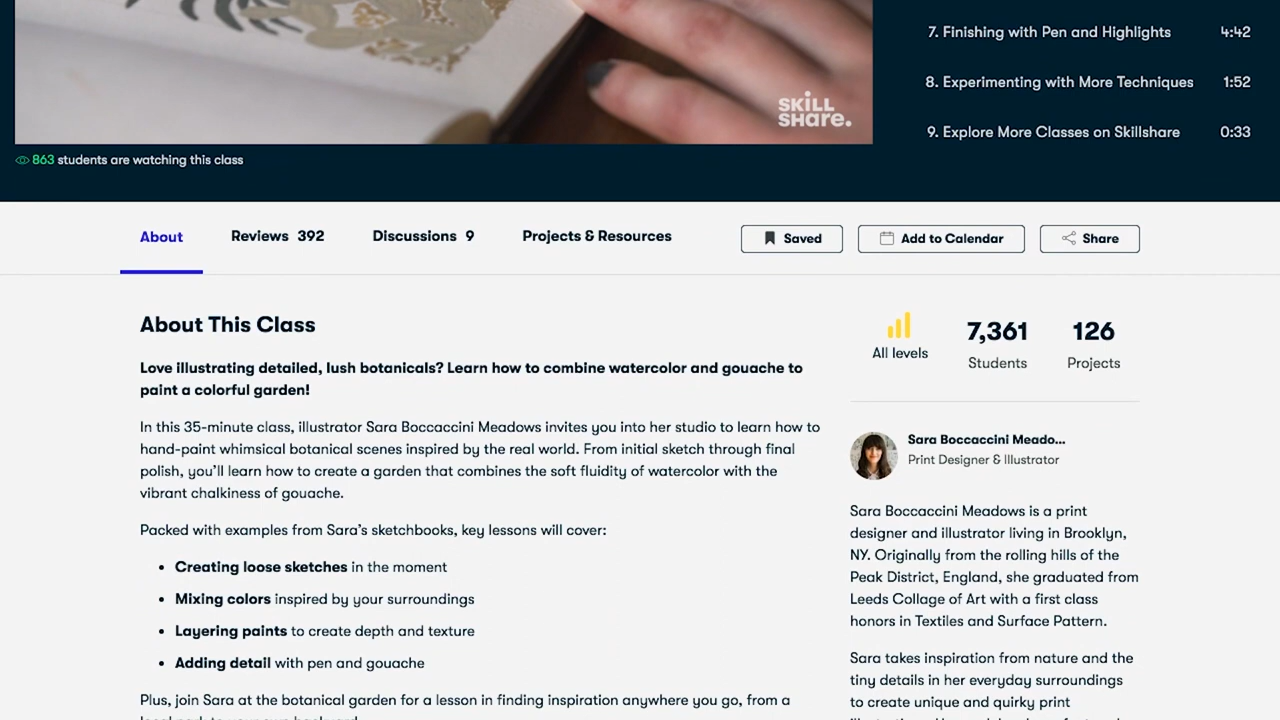 7. Finishing with Pen and Highlights 4:42
8. Experimenting with More Techniques 1:52
9. Explore More Classes on Skillshare 0:33
SKILL
SHare.
863 students are watching this class
About Reviews 392 Discussions 9 Projects & Resources Saved Add to Calendar Share
About This Class
Love illustrating detailed, lush botanicals? Learn how to combine watercolor and gouache to
paint a colorful garden!
In this 35-minute class, illustrator Sara Boccaccini Meadows invites you into her studio to learn how to
hand-paint whimsical botanical scenes inspired by the real world. From initial sketch through final
polish, you'll learn how to create a garden that combines the soft fluidity of watercolor with the
vibrant chalkiness of gouache.
Packed with examples from Sara's sketchbooks, key lessons will cover:
• Creating loose sketches in the moment
• Mixing colors inspired by your surroundings
• Layering paints to create depth and texture
• Adding detail with pen and gouache
Plus, join Sara at the botanical garden for a lesson in finding inspiration anywhere you go, from a
7,361 126
All levels Students Projects
Sara Boccaccini Meado...
Print Designer & Illustrator
Sara Boccaccini Meadows is a print
designer and illustrator living in Brooklyn,
NY. Originally from the rolling hills of the
Peak District, England, she graduated from
Leeds Collage of Art with a first class
honors in Textiles and Surface Pattern.
Sara takes inspiration from nature and the
tiny details in her everyday surroundings
to create unique and quirky print